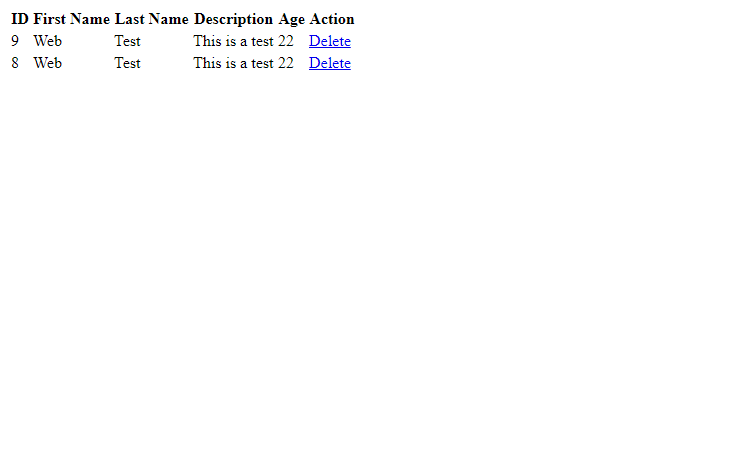 ID First Name Last Name Description Age Action
9 Web Test This is a test 22 Delete
8 Web Test This is a test 22 Delete